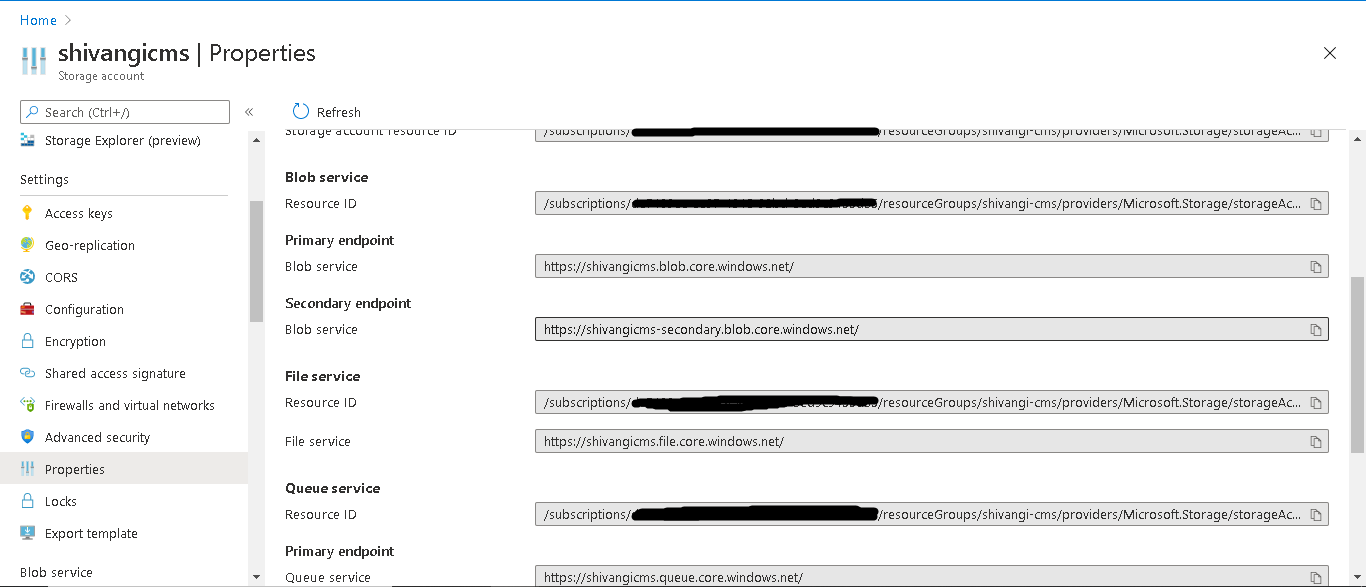 Home
shivangicms | Properties
Storage account
Search (Ctrl+/)
«
Refresh
Storage Explorer (preview)
Settings
Access keys
Geo-replication
CORS
Configuration
Encryption
Shared access signature
Firewalls and virtual networks
Advanced security
Properties
Locks
Export template
Blob service
Storage account resource ID /subscriptions/ /resourceGroups/shivangi-cms/providers/Microsoft.Storage/storageAc...
Blob service
Resource ID /subscriptions/ /resourceGroups/shivangi-cms/providers/Microsoft.Storage/storageAc...
Primary endpoint
Blob service https://shivangicms.blob.core.windows.net/
Secondary endpoint
Blob service https://shivangicms-secondary.blob.core.windows.net/
File service
Resource ID /subscriptions/ /resourceGroups/shivangi-cms/providers/Microsoft.Storage/storageAc...
File service https://shivangicms.file.core.windows.net/
Queue service
Resource ID /subscriptions/ /resourceGroups/shivangi-cms/providers/Microsoft.Storage/storageAc...
Primary endpoint
Queue service https://shivangicms.queue.core.windows.net/